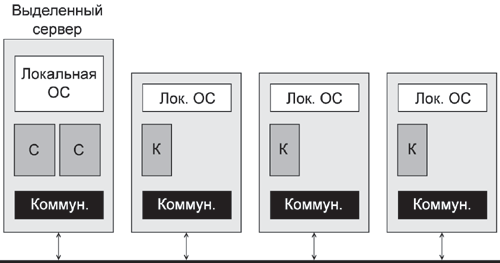 Выделенный
сервер
Локальная
ОС
Лок. ОС
Лок. ОС
Лок. ОС
С
С
К
К
К
Коммун.
Коммун.
Коммун.
Коммун.